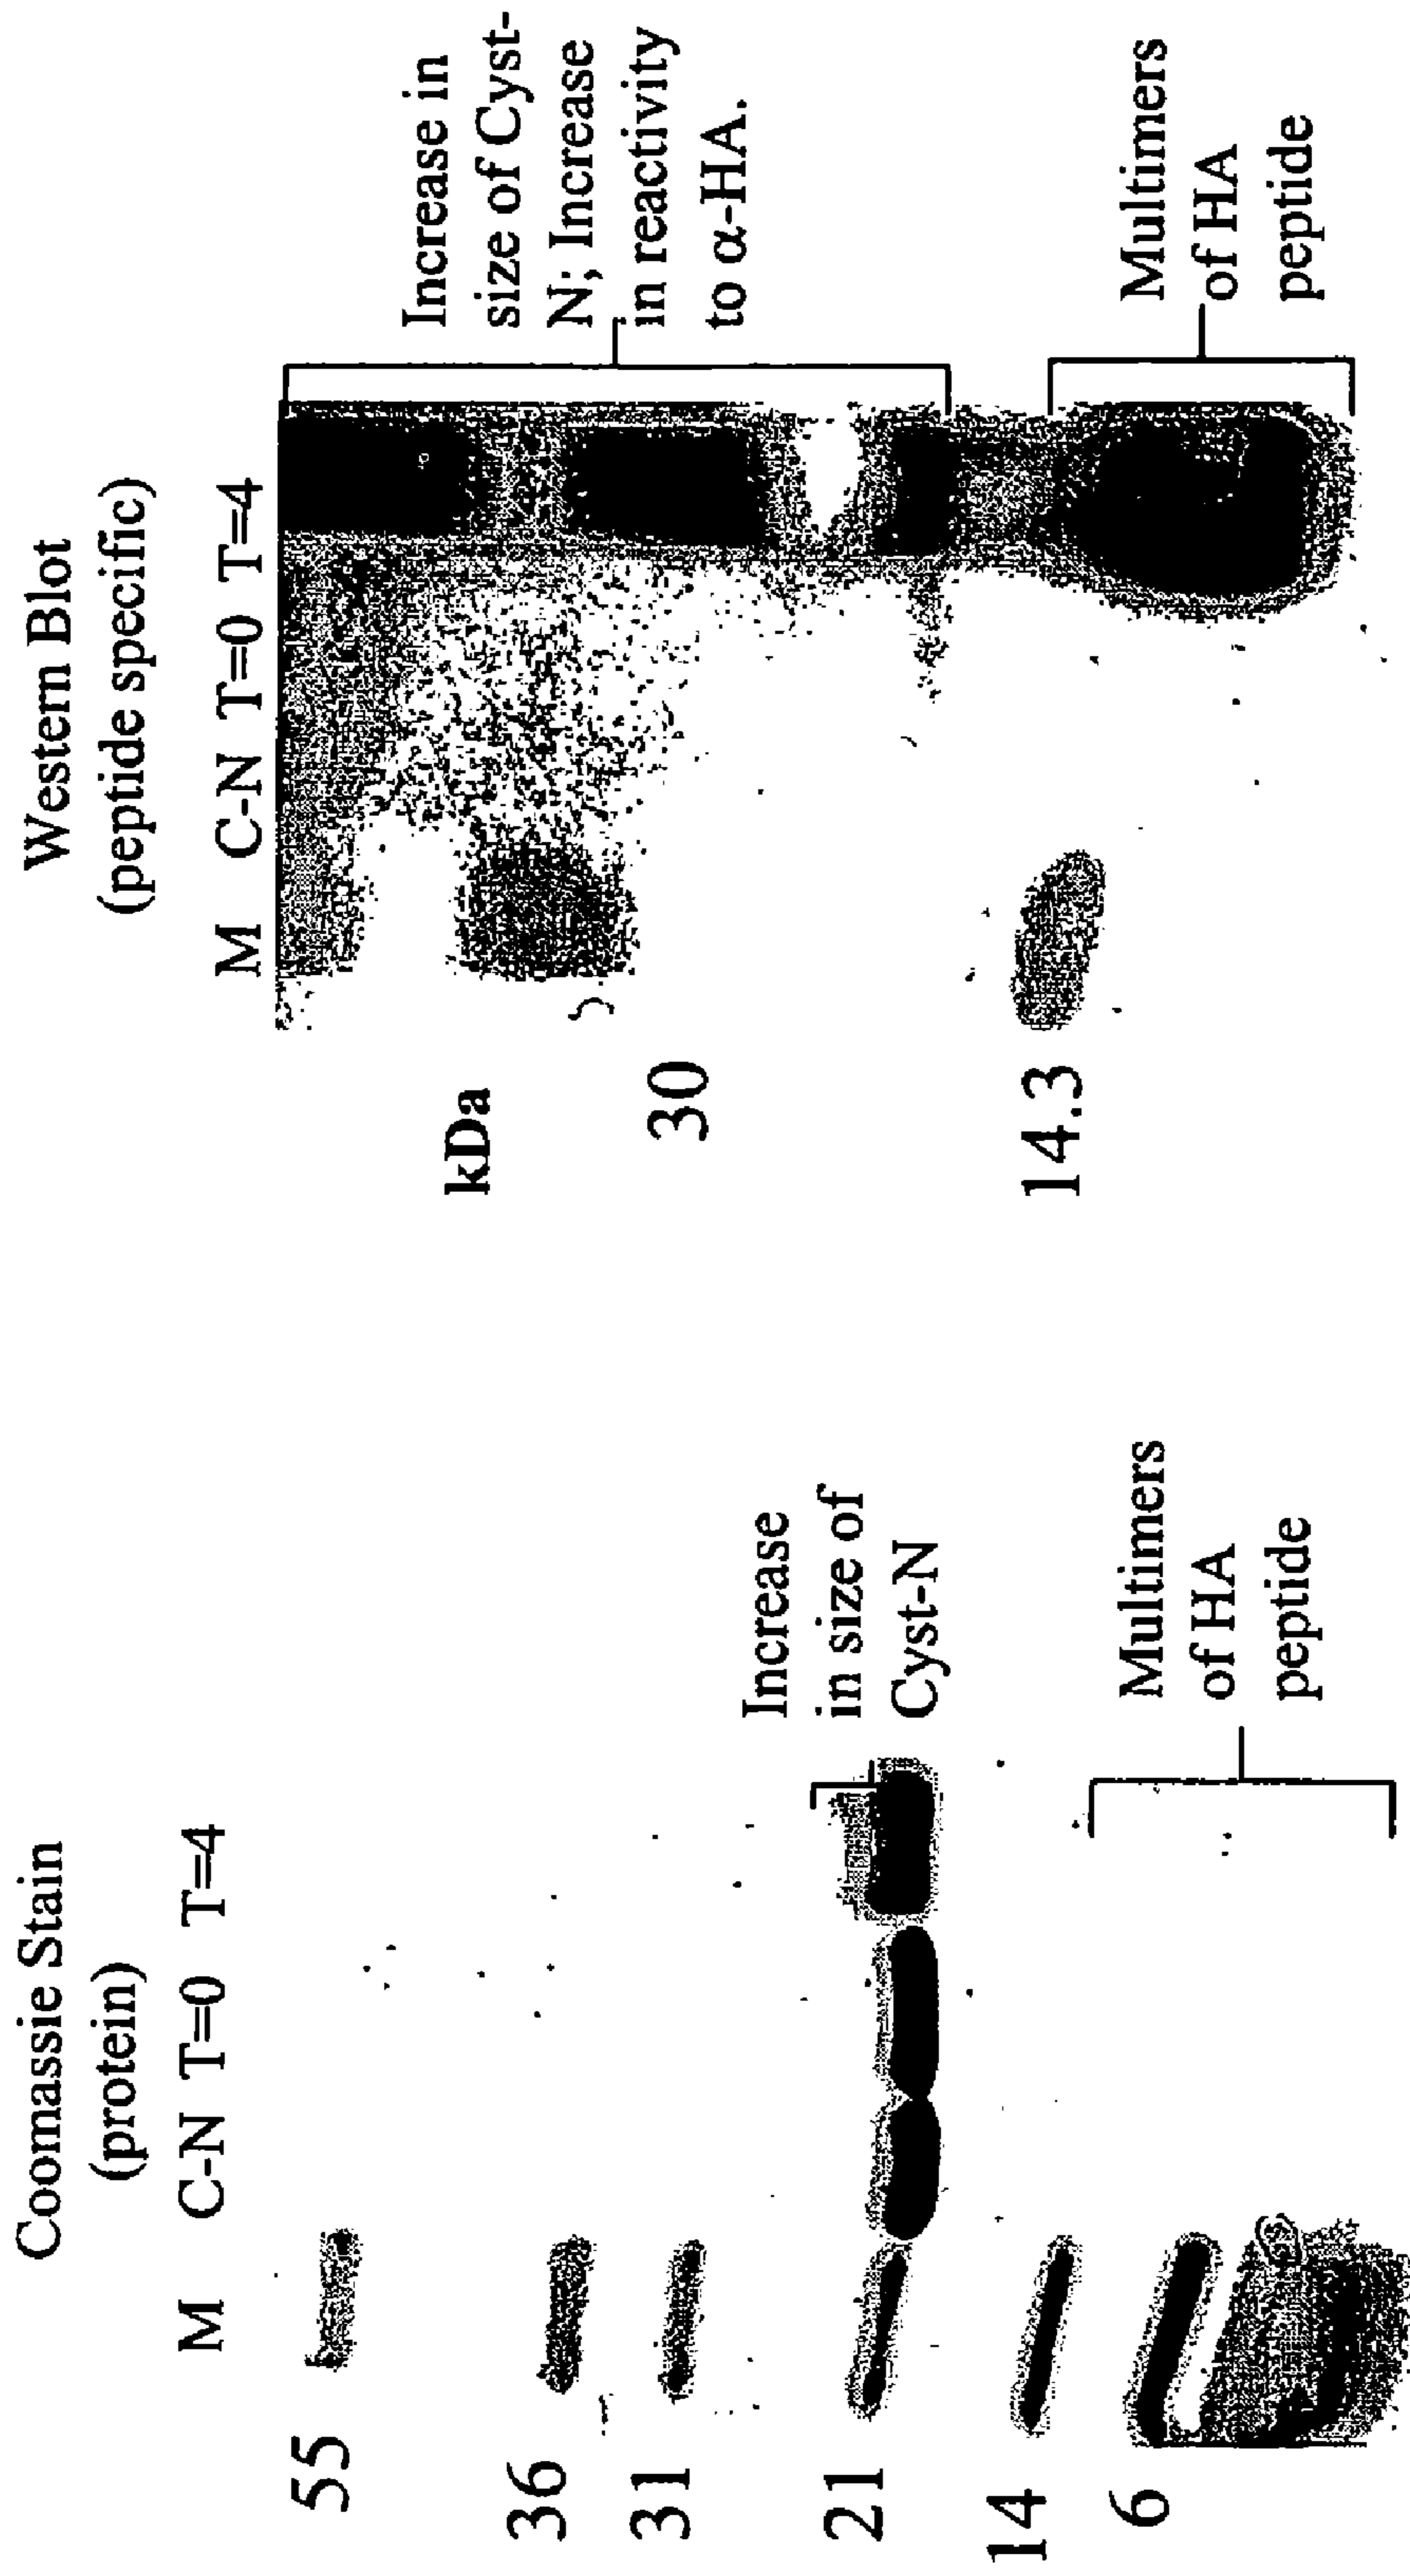 Coomassie Stain
(protein)
M C-N T=0 T=4
55
36
31
21
14
6
Increase
in size of
Cyst-N
Multimers
of HA
peptide
Western Blot
(peptide specific)
M C-N T=0 T=4
kDa
30
14.3
Increase in
size of Cyst-
N; Increase
in reactivity
to α-HA.
Multimers
of HA
peptide